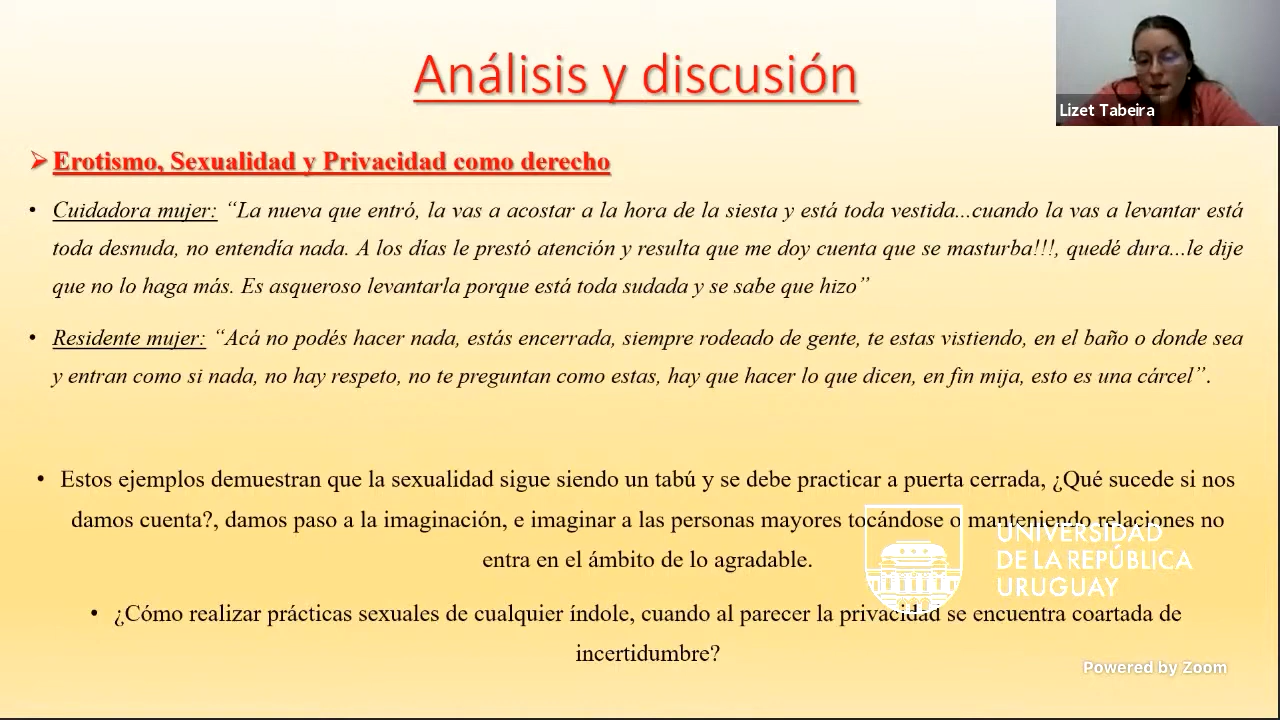 Análisis y discusión
Lizet Tabeira
➢ Erotismo, Sexualidad y Privacidad como derecho
• Cuidadora mujer: “La nueva que entró, la vas a acostar a la hora de la siesta y está toda vestida...cuando la vas a levantar está
toda desnuda, no entendía nada. A los días le prestó atención y resulta que me doy cuenta que se masturba!!!, quedé dura...le dije
que no lo haga más. Es asqueroso levantarla porque está toda sudada y se sabe que hizo”
• Residente mujer: “Acá no podés hacer nada, estás encerrada, siempre rodeado de gente, te estas vistiendo, en el baño o donde sea
y entran como si nada, no hay respeto, no te preguntan como estas, hay que hacer lo que dicen, en fin mija, esto es una cárcel”.
• Estos ejemplos demuestran que la sexualidad sigue siendo un tabú y se debe practicar a puerta cerrada, ¿Qué sucede si nos
damos cuenta?, damos paso a la imaginación, e imaginar a las personas mayores tocándose o manteniendo relaciones no
entra en el ámbito de lo agradable.
UNIVERSIDAD
DE LA REPÚBLICA
URUGUAY
• ¿Cómo realizar prácticas sexuales de cualquier índole, cuando al parecer la privacidad se encuentra coartada de
incertidumbre?
Powered by Zoom